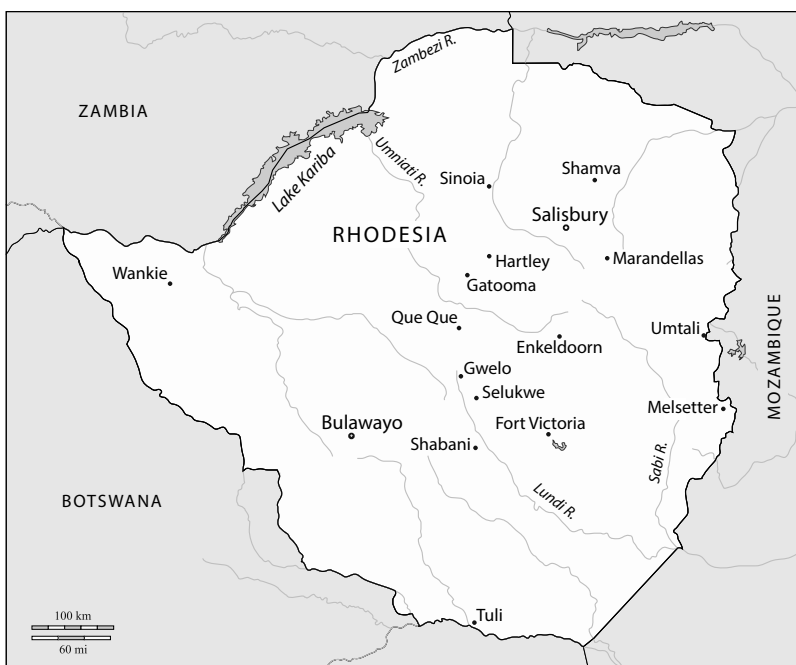 Zambezi R.
ZAMBIA
Umniati R.
Lake Kariba
Sinoia
Shamva
Salisbury
RHODESIA
Hartley
Marandellas
Wankie
Gatooma
Que Que
Enkeldoorn
Umtali
MOZAMBIQUE
Gwelo
Selukwe
Melsetter
Bulawayo
Fort Victoria
Shabani
Sabi R.
Lundi R.
BOTSWANA
Tuli
100 km
60 mi